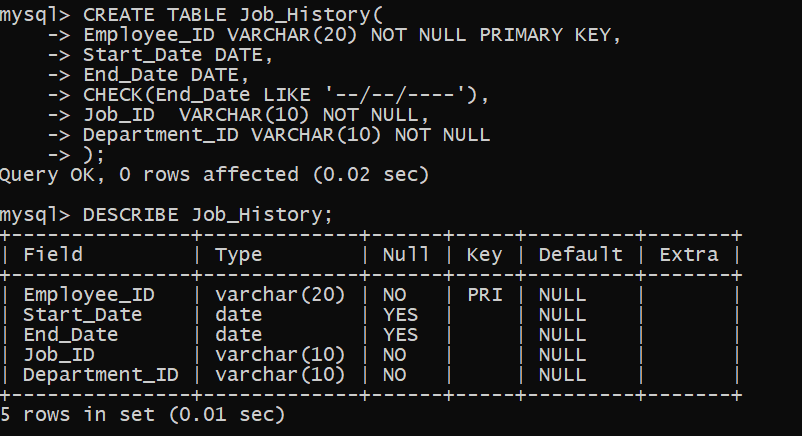 mysql> CREATE TABLE Job_History(
    -> Employee_ID VARCHAR(20) NOT NULL PRIMARY KEY,
    -> Start_Date DATE,
    -> End_Date DATE,
    -> CHECK(End_Date LIKE '--/--/----'),
    -> Job_ID  VARCHAR(10) NOT NULL,
    -> Department_ID VARCHAR(10) NOT NULL
    -> );
Query OK, 0 rows affected (0.02 sec)

mysql> DESCRIBE Job_History;
+---------------+-------------+------+-----+---------+-------+
| Field         | Type        | Null | Key | Default | Extra |
+---------------+-------------+------+-----+---------+-------+
| Employee_ID   | varchar(20) | NO   | PRI | NULL    |       |
| Start_Date    | date        | YES  |     | NULL    |       |
| End_Date      | date        | YES  |     | NULL    |       |
| Job_ID        | varchar(10) | NO   |     | NULL    |       |
| Department_ID | varchar(10) | NO   |     | NULL    |       |
+---------------+-------------+------+-----+---------+-------+
5 rows in set (0.01 sec)